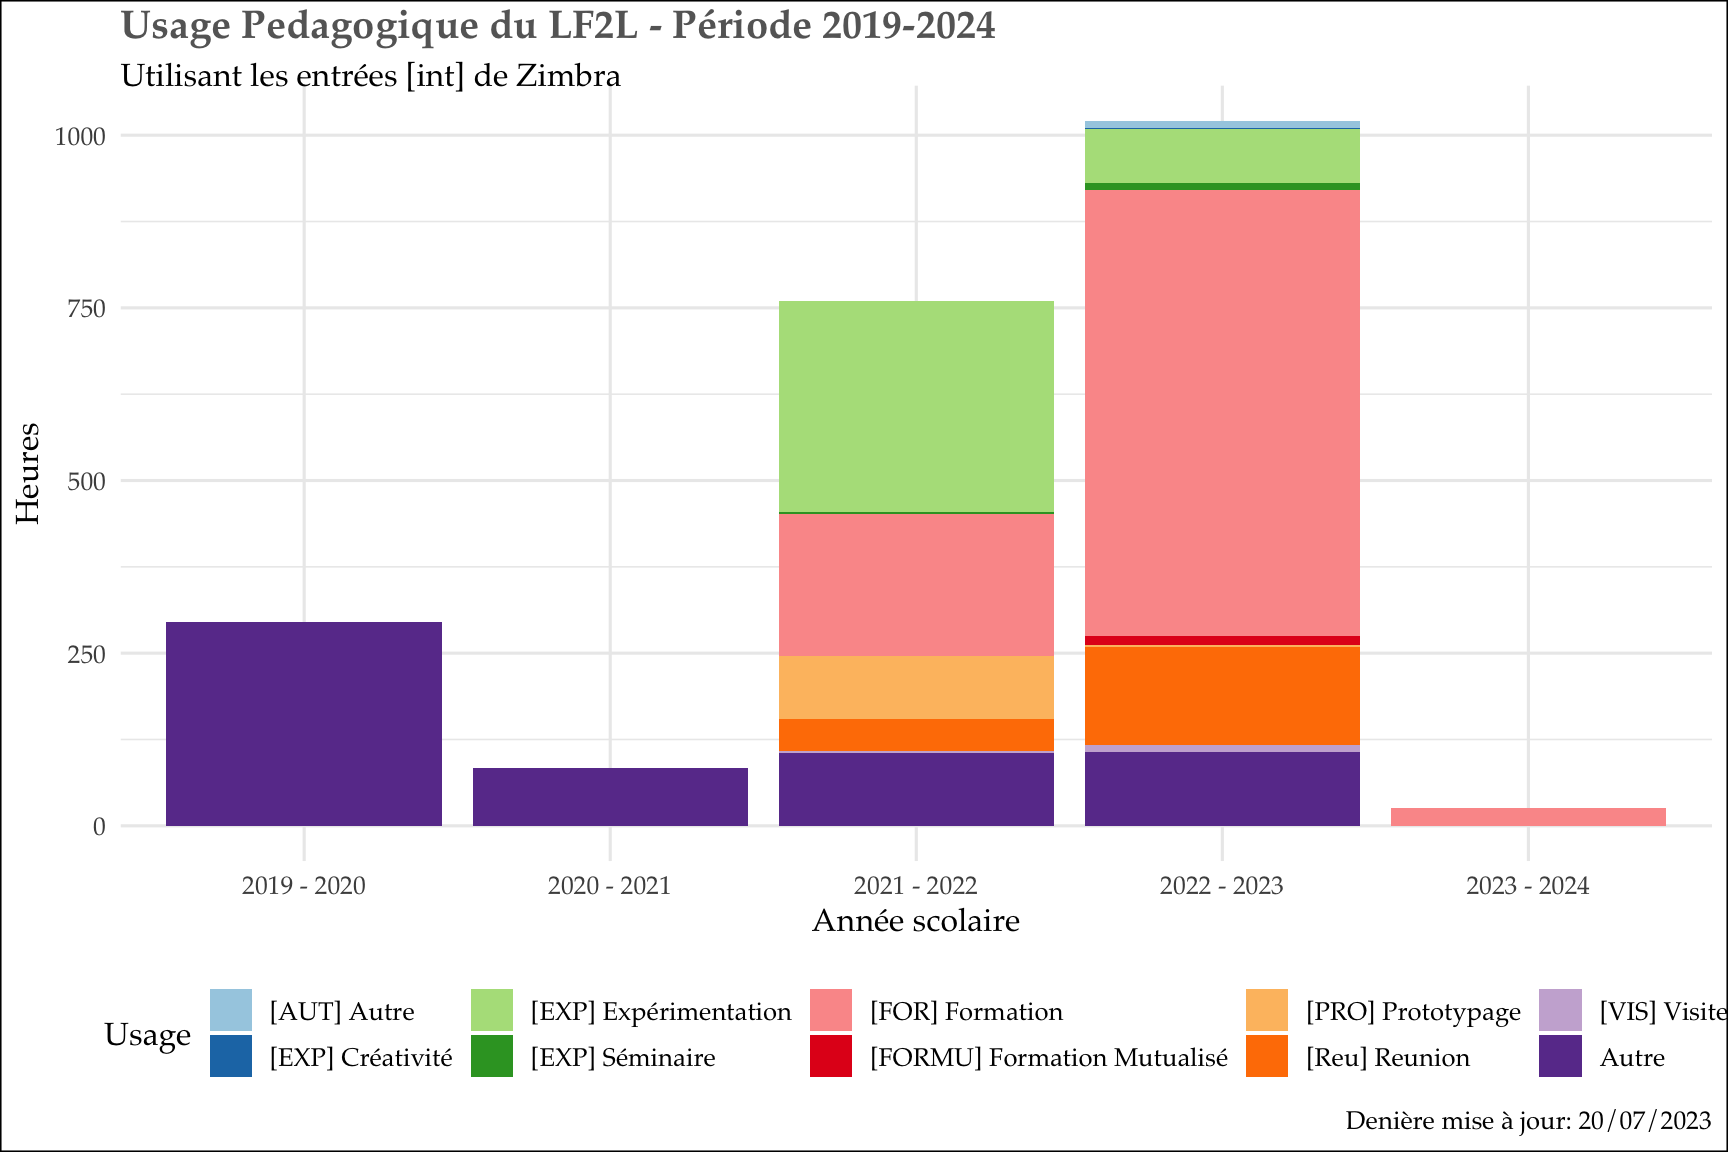 Usage Pedagogique du LF2L - Période 2019-2024
Utilisant les entrées [int] de Zimbra
1000
750
500
250
0
Heures
2019 - 2020
2020 - 2021
2021 - 2022
2022 - 2023
2023 - 2024
Année scolaire
Usage
[AUT] Autre
[EXP] Expérimentation
[FOR] Formation
[PRO] Prototypage
[VIS] Visite
[EXP] Créativité
[EXP] Séminaire
[FORMU] Formation Mutualisé
[Reu] Reunion
Autre
Denière mise à jour: 20/07/2023